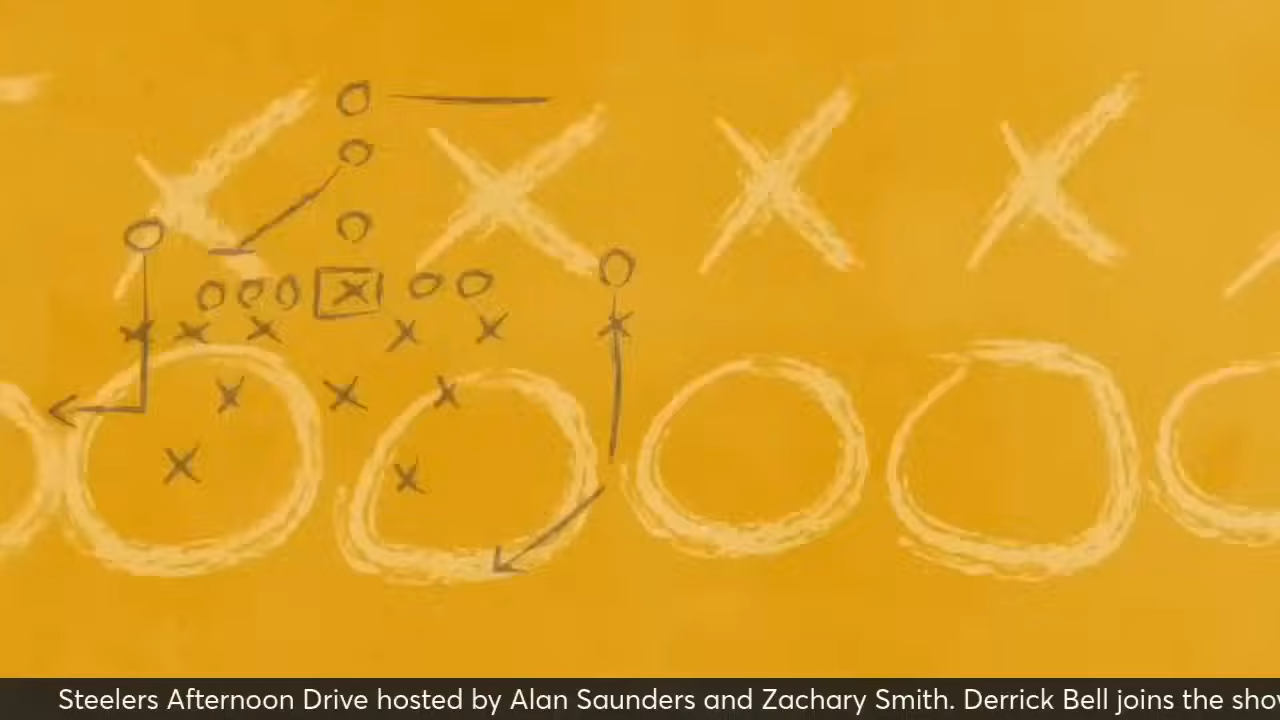 Steelers Afternoon Drive hosted by Alan Saunders and Zachary Smith. Derrick Bell joins the sho